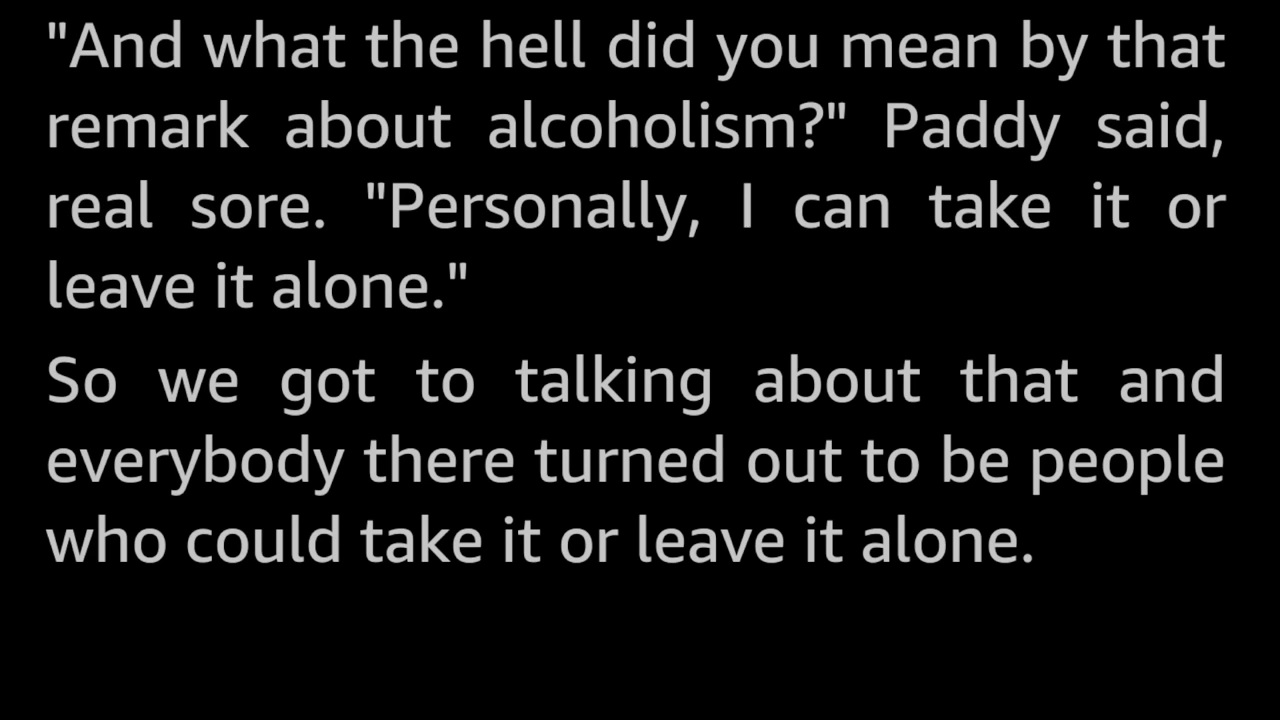 "And what the hell did you mean by that
remark about alcoholism?" Paddy said,
real sore. "Personally, I can take it or
leave it alone."
So we got to talking about that and
everybody there turned out to be people
who could take it or leave it alone.